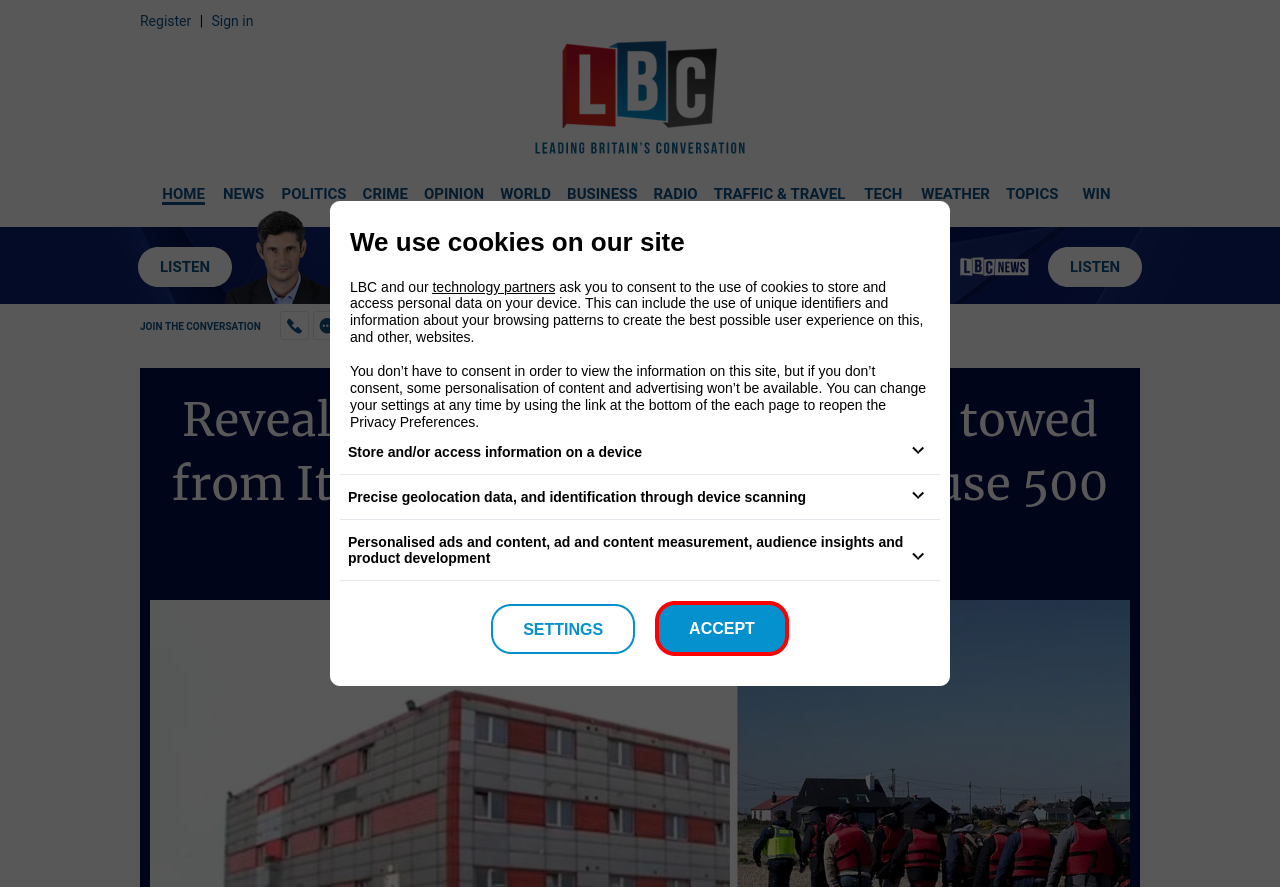 Register | Sign in
LBC
LEADING BRITAIN'S CONVERSATION
HOME NEWS POLITICS CRIME OPINION WORLD BUSINESS RADIO TRAFFIC & TRAVEL TECH WEATHER TOPICS WIN
LISTEN
LBC NEWS
LISTEN
JOIN THE CONVERSATION
We use cookies on our site
LBC and our technology partners ask you to consent to the use of cookies to store and
access personal data on your device. This can include the use of unique identifiers and
information about your browsing patterns to create the best possible user experience on this,
and other, websites.
You don’t have to consent in order to view the information on this site, but if you don’t
consent, some personalisation of content and advertising won’t be available. You can change
your settings at any time by using the link at the bottom of the each page to reopen the
Privacy Preferences.
Store and/or access information on a device
Precise geolocation data, and identification through device scanning
Personalised ads and content, ad and content measurement, audience insights and
product development
SETTINGS
ACCEPT
towed
from
500